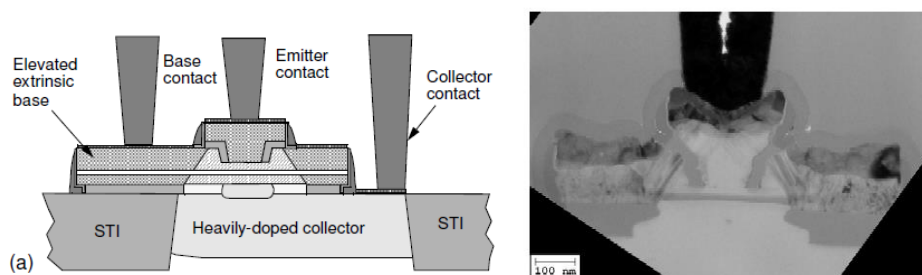 Elevated
extrinsic
base
Base
contact
Emitter
contact
Collector
contact
STI
Heavily-doped collector
STI
(a)
100 nm